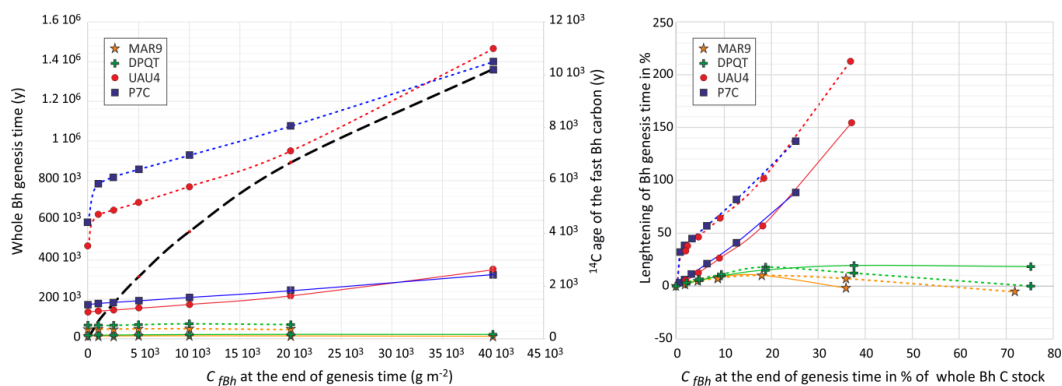 1.6 10⁶
1.4 10⁶
1.2 10⁶
1 10⁶
800 10³
600 10³
400 10³
200 10³
0
Whole Bh genesis time (y)
MAR9
DPQT
UAU4
P7C
12 10³
10 10³
8 10³
6 10³
4 10³
2 10³
0
¹⁴C age of the fast Bh carbon (y)
0 5 10³ 10 10³ 15 10³ 20 10³ 25 10³ 30 10³ 35 10³ 40 10³ 45 10³
C fBh at the end of genesis time (g m⁻²)
250
200
150
100
50
0
-50
-100
Lightening of Bh genesis time in %
MAR9
DPQT
UAU4
P7C
0 10 20 30 40 50 60 70 80
C fBh at the end of genesis time in % of whole Bh C stock